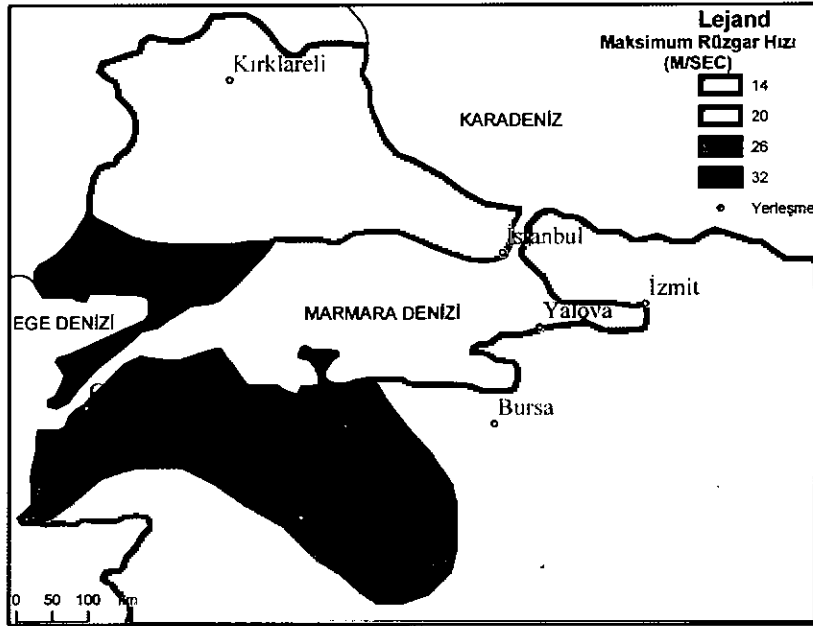 Lejand
Maksimum Rüzgar Hızı
(M/SEC)
14
20
26
32
Yerleşme
Kırklareli
KARADENİZ
İstanbul
İzmit
Yalova
MARMARA DENİZİ
EGE DENİZİ
Bursa
0 50 100